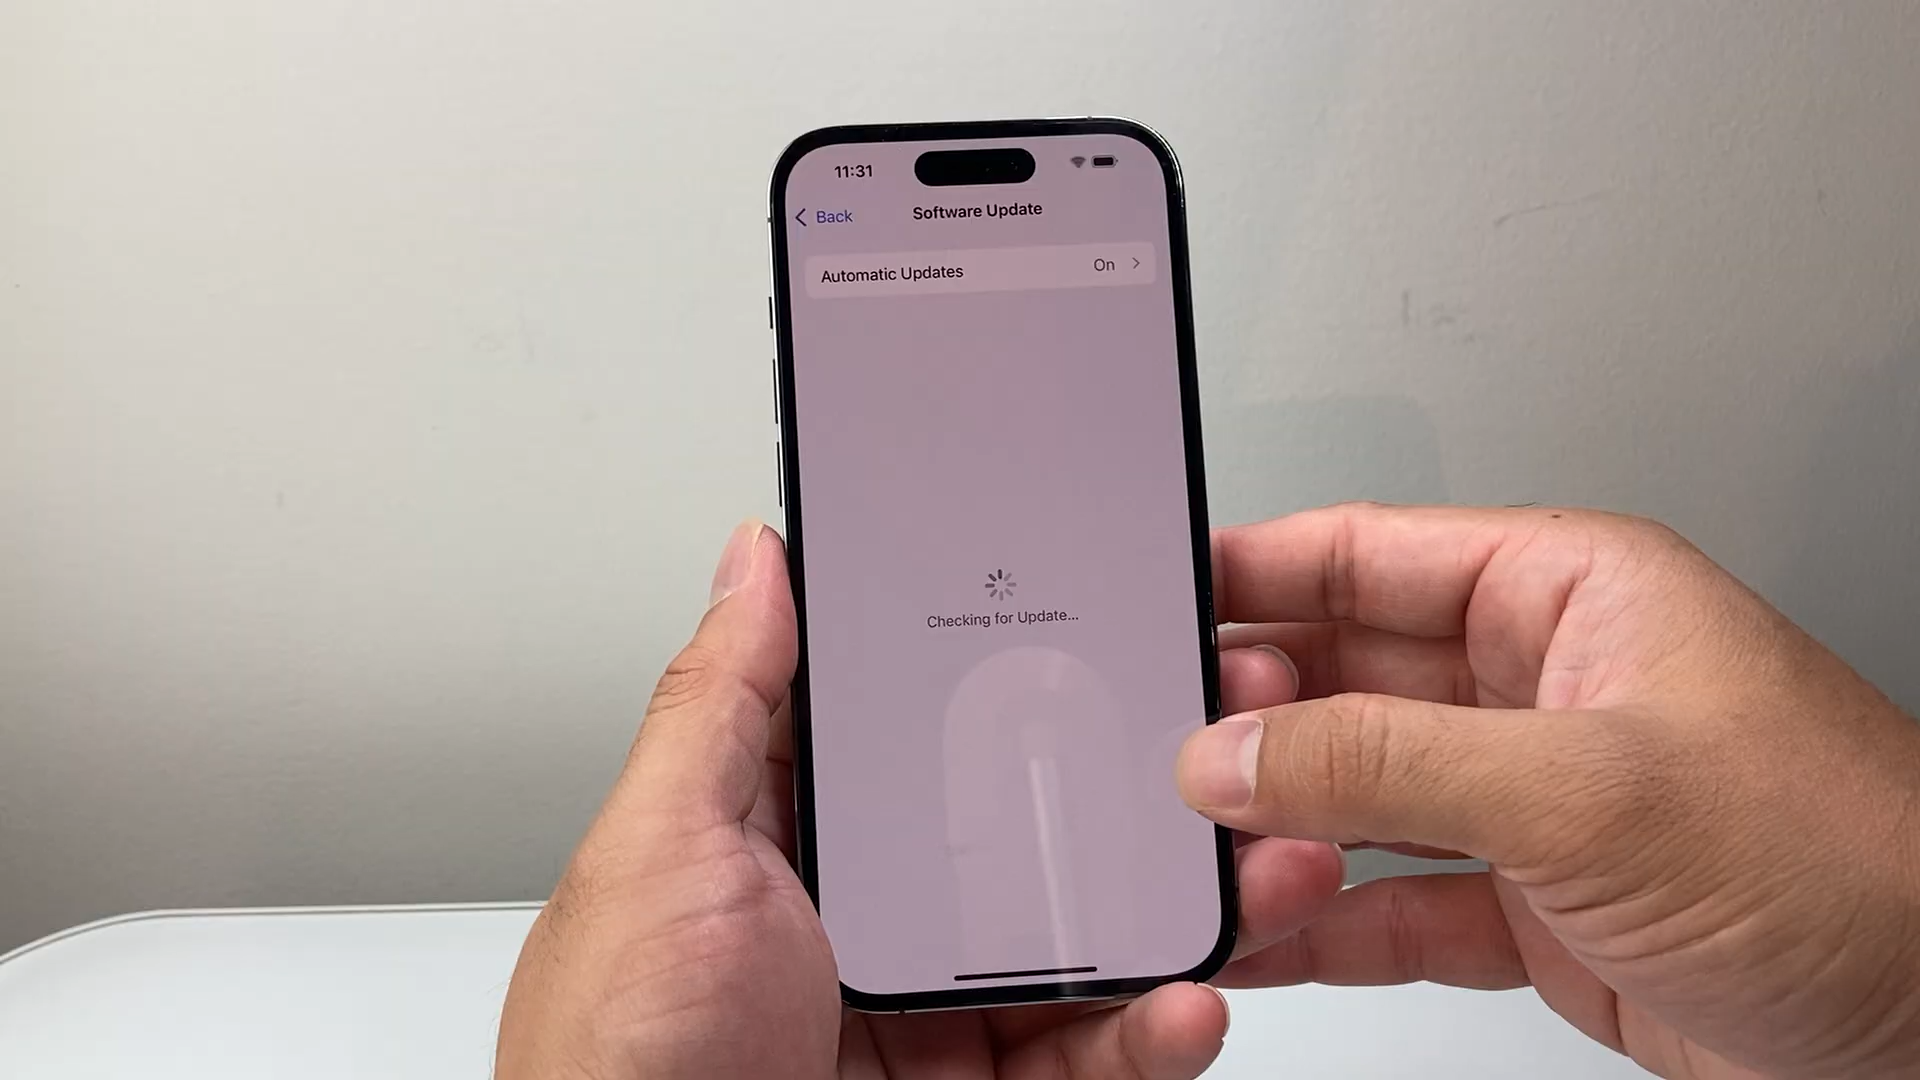 11:31
Back
Software Update
Automatic Updates On
Checking for Update...